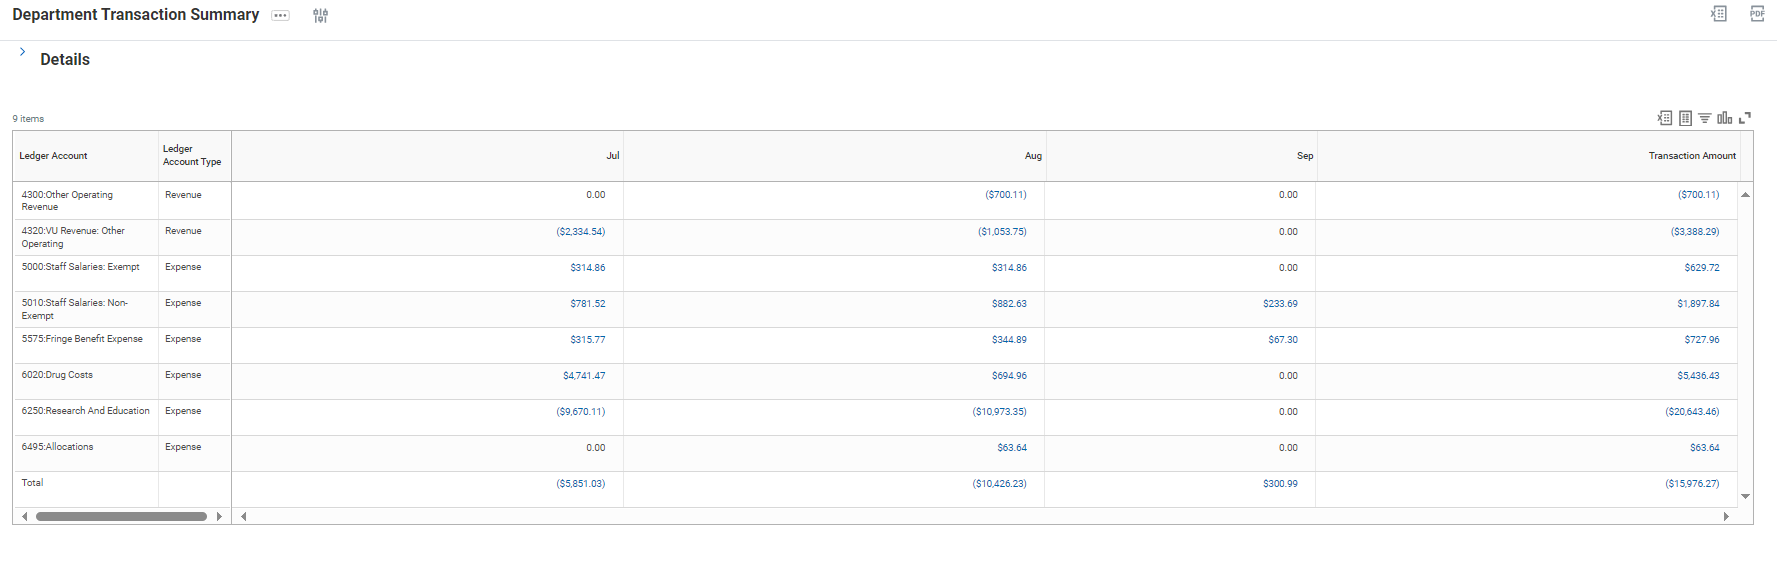 Department Transaction Summary
PDF
Details
9 items
Ledger Account Ledger Account Type Jul Aug Sep Transaction Amount
4300:Other Operating Revenue Revenue 0.00 ($700.11) 0.00 ($700.11)
4320:VU Revenue: Other Operating Revenue ($2,334.54) ($1,053.75) 0.00 ($3,388.29)
5000:Staff Salaries: Exempt Expense $314.86 $314.86 0.00 $629.72
5010:Staff Salaries: Non-Exempt Expense $781.52 $882.63 $233.69 $1,897.84
5575:Fringe Benefit Expense Expense $315.77 $344.89 $67.30 $727.96
6020:Drug Costs Expense $4,741.47 $694.96 0.00 $5,436.43
6250:Research And Education Expense ($9,670.11) ($10,973.35) 0.00 ($20,643.46)
6495:Allocations Expense 0.00 $63.64 0.00 $63.64
Total ($5,851.03) ($10,426.23) $300.99 ($15,976.27)